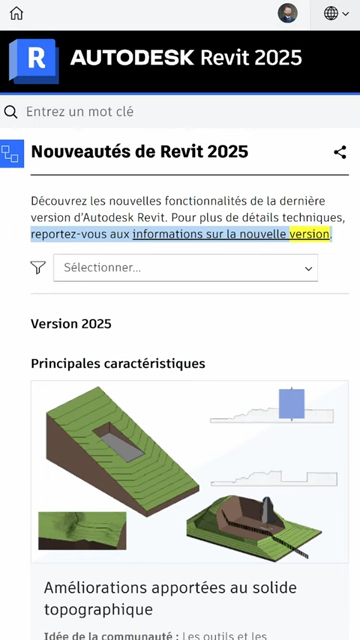 R
AUTODESK Revit 2025
Entrez un mot clé
Nouveautés de Revit 2025
Découvrez les nouvelles fonctionnalités de la dernière
version d'Autodesk Revit. Pour plus de détails techniques,
reportez-vous aux informations sur la nouvelle version.
Sélectionner...
Version 2025
Principales caractéristiques
Améliorations apportées au solide
topographique
Idée de la communauté : Les outils et les